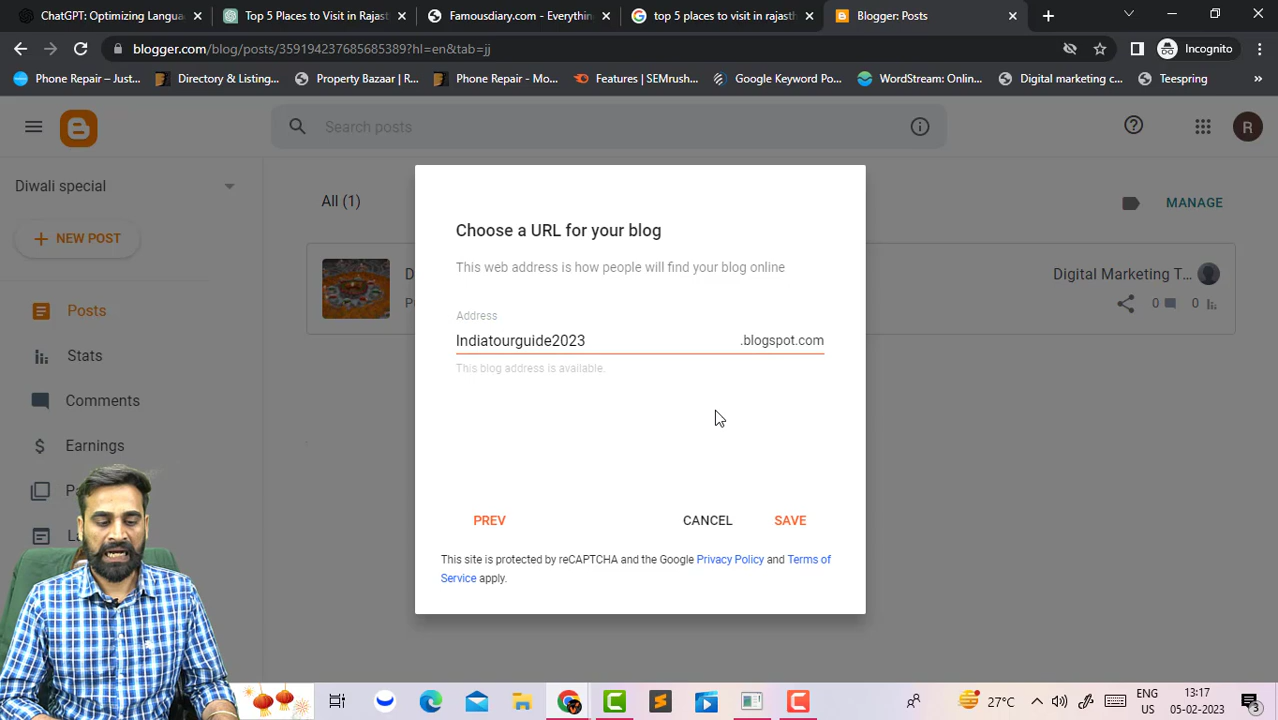 ChatGPT: Optimizing Langua
Top 5 Places to Visit in Rajast
Famousdiary.com - Everythin
top 5 places to visit in rajasth
Blogger: Posts
blogger.com/blog/posts/3591942376856853​89?hl=en&tab=jj
Incognito
Phone Repair – Just...
Directory & Listing...
Property Bazaar | R...
Phone Repair - Mo...
Features | SEMrush...
Google Keyword Po...
WordStream: Onlin...
Digital marketing c...
Teespring
»
Search posts
R
Diwali special
All (1)
MANAGE
NEW POST
D
Digital Marketing T...
P
0
0
Posts
Stats
Comments
Earnings
Choose a URL for your blog
This web address is how people will find your blog online
Address
Indiatourguide2023
.blogspot.com
This blog address is available.
PREV
CANCEL
SAVE
This site is protected by reCAPTCHA and the Google Privacy Policy and Terms of
Service apply.
27°C
ENG
US
13:17
05-02-2023
3